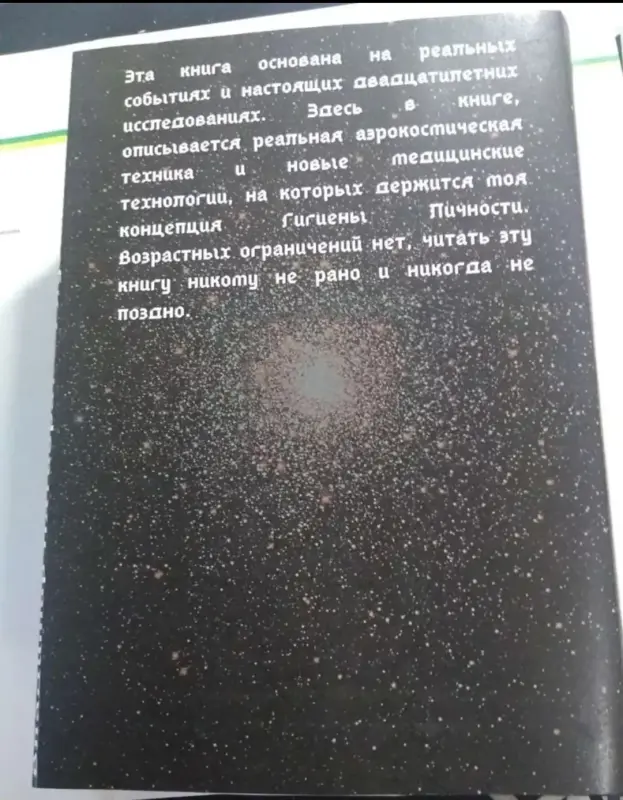 Эта книга основана на реальных
событиях и настоящих двадцатилетних
исследованиях. Здесь в книге,
описывается реальная аэрокостическая
техника и новые медицинские
технологии, на которых держится моя
концепция Гигиены Личности.
Возрастных ограничений нет, читать эту
книгу никому не рано и никогда не
поздно.